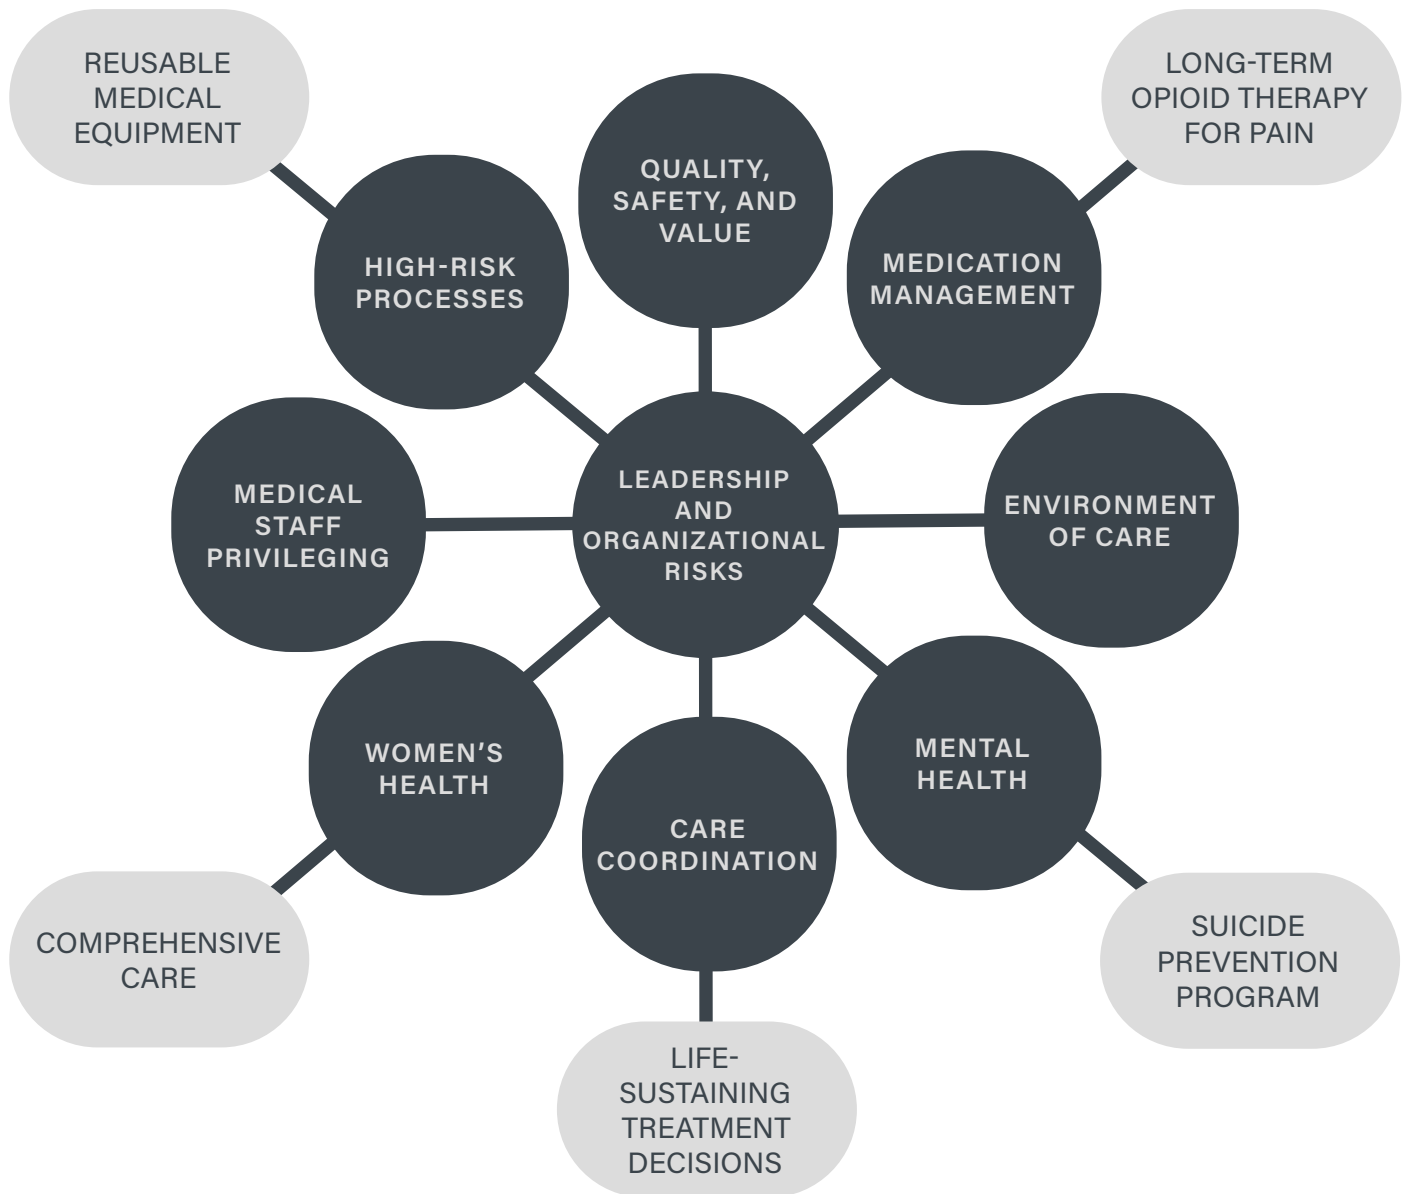 REUSABLE
MEDICAL
EQUIPMENT
LONG-TERM
OPIOID THERAPY
FOR PAIN
QUALITY,
SAFETY, AND
VALUE
HIGH-RISK
PROCESSES
MEDICATION
MANAGEMENT
MEDICAL
STAFF
PRIVILEGING
LEADERSHIP
AND
ORGANIZATIONAL
RISKS
ENVIRONMENT
OF CARE
WOMEN’S
HEALTH
CARE
COORDINATION
MENTAL
HEALTH
COMPREHENSIVE
CARE
LIFE-
SUSTAINING
TREATMENT
DECISIONS
SUICIDE
PREVENTION
PROGRAM